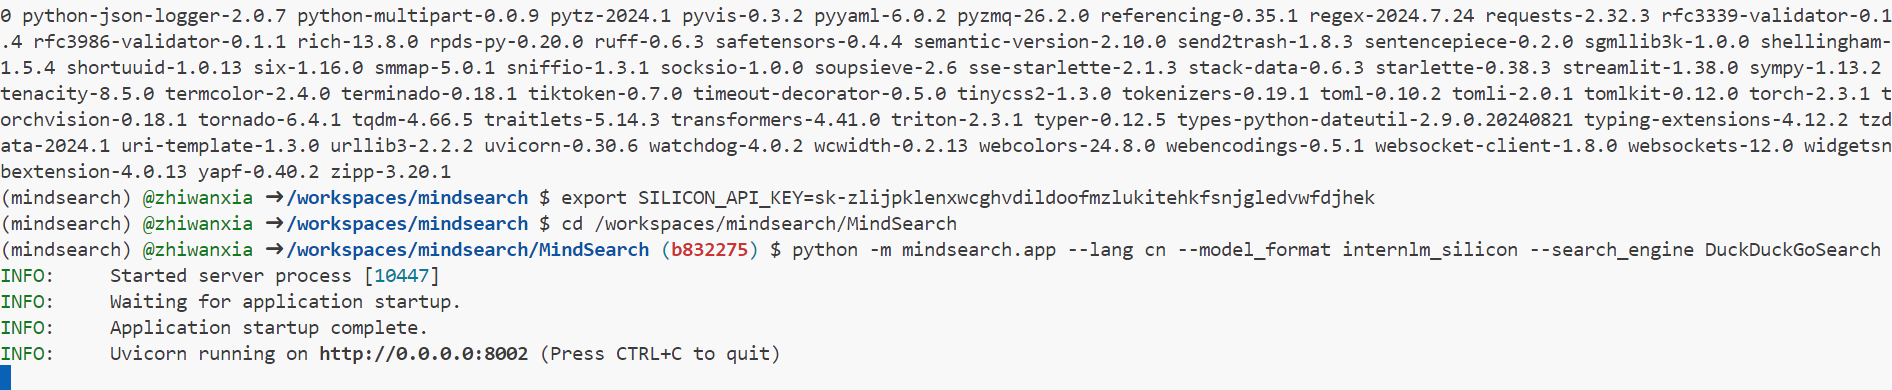 0 python-json-logger-2.0.7 python-multipart-0.0.9 pytz-2024.1 pyvis-0.3.2 pyyaml-6.0.2 pyzmq-26.2.0 referencing-0.35.1 regex-2024.7.24 requests-2.32.3 rfc3339-validator-0.1
.4 rfc3986-validator-0.1.1 rich-13.8.0 rpds-py-0.20.0 ruff-0.6.3 safetensors-0.4.4 semantic-version-2.10.0 send2trash-1.8.3 sentencepiece-0.2.0 sgmllib3k-1.0.0 shellingham-
1.5.4 shortuuid-1.0.13 six-1.16.0 smmap-5.0.1 sniffio-1.3.1 socksio-1.0.0 soupsieve-2.6 sse-starlette-2.1.3 stack-data-0.6.3 starlette-0.38.3 streamlit-1.38.0 sympy-1.13.2
tenacity-8.5.0 termcolor-2.4.0 terminado-0.18.1 tiktoken-0.7.0 timeout-decorator-0.5.0 tinycss2-1.3.0 tokenizers-0.19.1 toml-0.10.2 tomli-2.0.1 tomlkit-0.12.0 torch-2.3.1 t
orchvision-0.18.1 tornado-6.4.1 tqdm-4.66.5 traitlets-5.14.3 transformers-4.41.0 triton-2.3.1 typer-0.12.5 types-python-dateutil-2.9.0.20240821 typing-extensions-4.12.2 tzd
ata-2024.1 uri-template-1.3.0 urllib3-2.2.2 uvicorn-0.30.6 watchdog-4.0.2 wcwidth-0.2.13 webcolors-24.8.0 webencodings-0.5.1 websocket-client-1.8.0 websockets-12.0 widgetsn
bextension-4.0.13 yapf-0.40.2 zipp-3.20.1
(mindsearch) @zhiwanxia ➜/workspaces/mindsearch $ export SILICON_API_KEY=sk-zlijpklenxwcghvdildoofmzlukitehkfsnjgledvwfdjhek
(mindsearch) @zhiwanxia ➜/workspaces/mindsearch $ cd /workspaces/mindsearch/MindSearch
(mindsearch) @zhiwanxia ➜/workspaces/mindsearch/MindSearch (b832275) $ python -m mindsearch.app --lang cn --model_format internlm_silicon --search_engine DuckDuckGoSearch
INFO:     Started server process [10447]
INFO:     Waiting for application startup.
INFO:     Application startup complete.
INFO:     Uvicorn running on http://0.0.0.0:8002 (Press CTRL+C to quit)